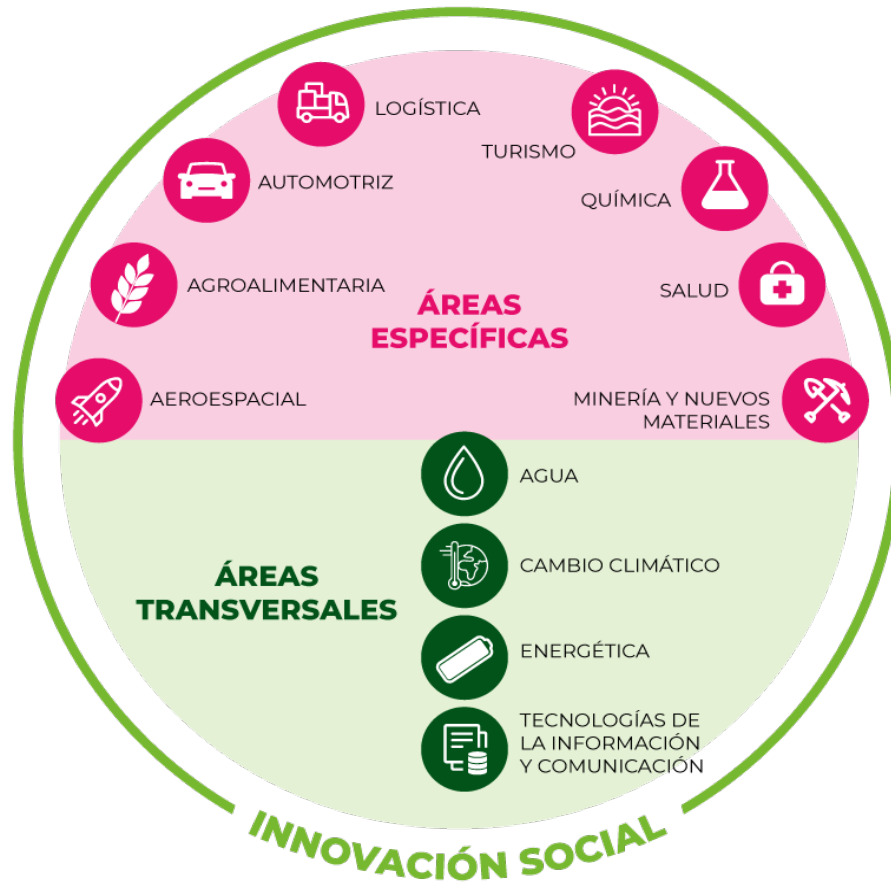 LOGÍSTICA
TURISMO
AUTOMOTRIZ
QUÍMICA
AGROALIMENTARIA
SALUD
ÁREAS
ESPECÍFICAS
AEROESPACIAL
MINERÍA Y NUEVOS
MATERIALES
AGUA
CAMBIO CLIMÁTICO
ÁREAS
TRANSVERSALES
ENERGÉTICA
TECNOLOGÍAS DE
LA INFORMACIÓN
Y COMUNICACIÓN
INNOVACIÓN SOCIAL